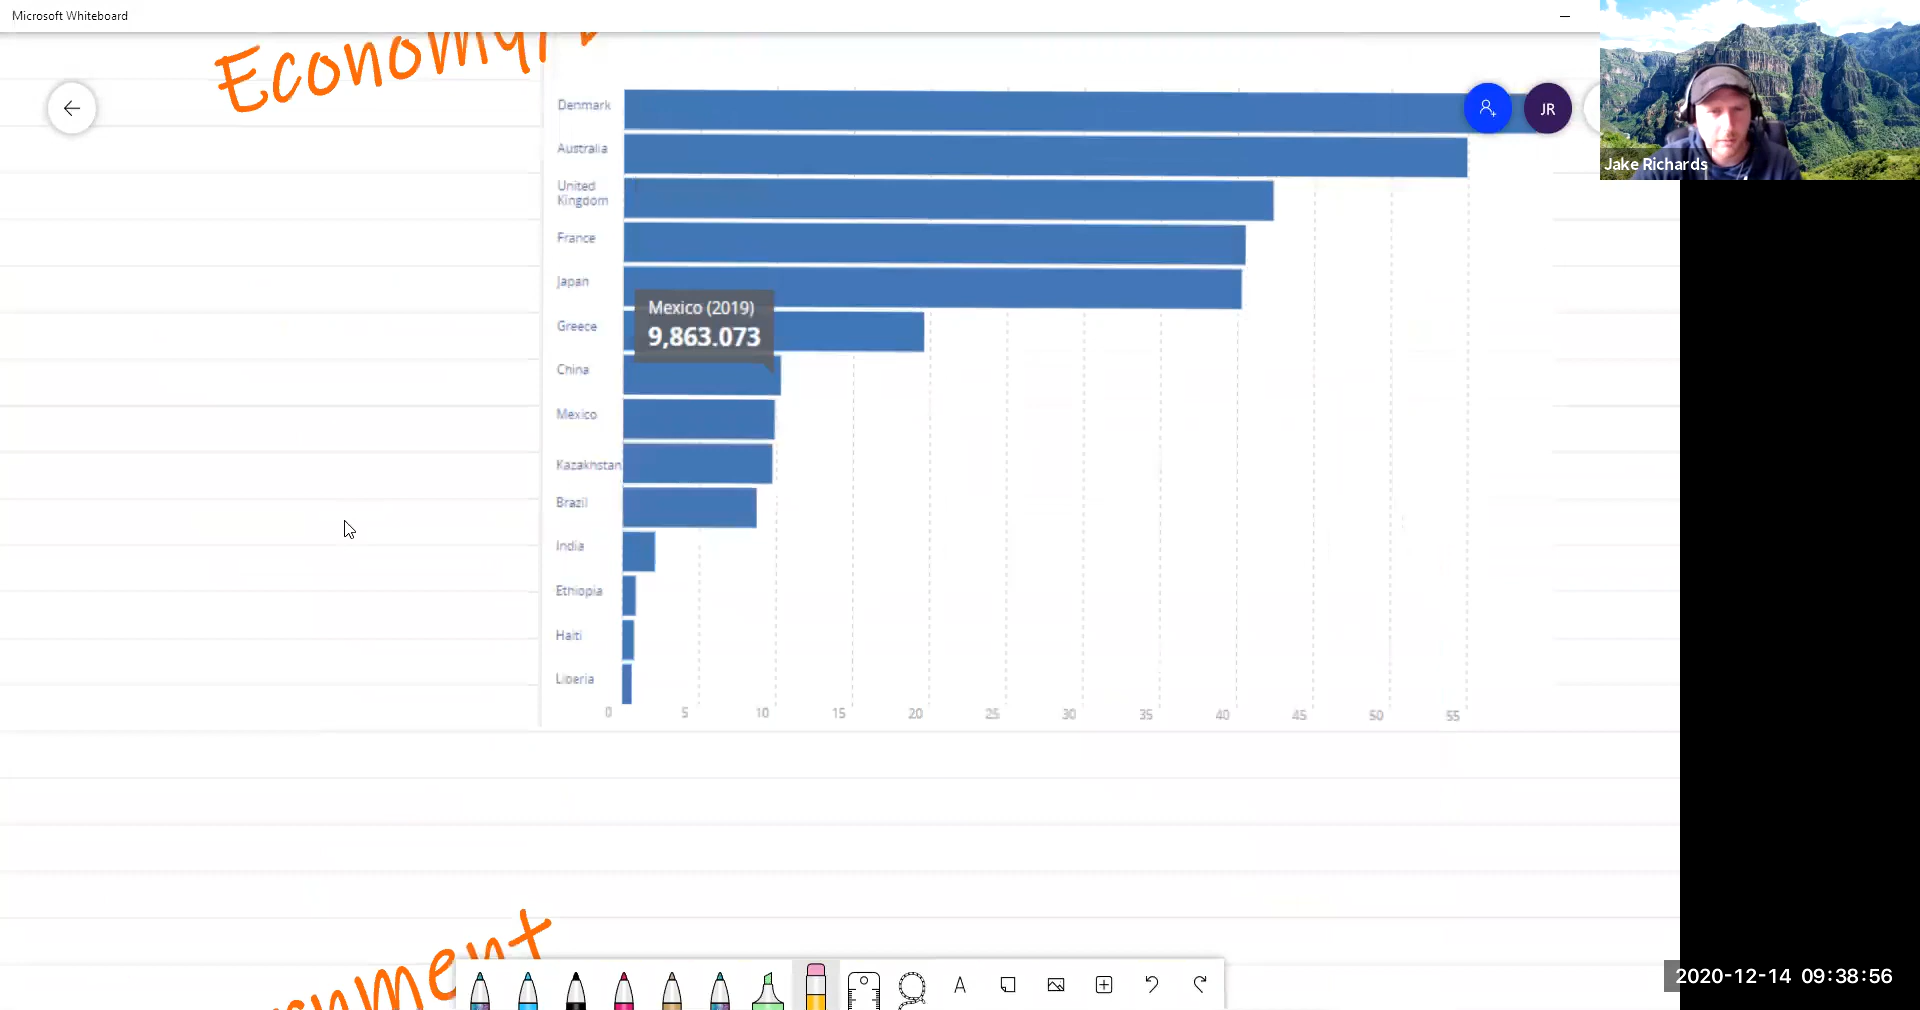 Microsoft Whiteboard
Economy/
Denmark
JR
Jake Richards
Australia
United
Kingdom
France
Japan
Mexico (2019)
9,863.073
Greece
China
Mexico
Kazakhstan
Brazil
India
Ethiopia
Haiti
Liberia
0 5 10 15 20 25 30 35 40 45 50 55
nment
A
2020-12-14 09:38:56